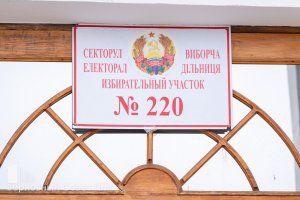 СЕКТОРУЛ ВИБОРЧА
ЕЛЕКТОРАЛ ДІЛЬНИЦЯ
ИЗБИРАТЕЛЬНЫЙ УЧАСТОК
№ 220